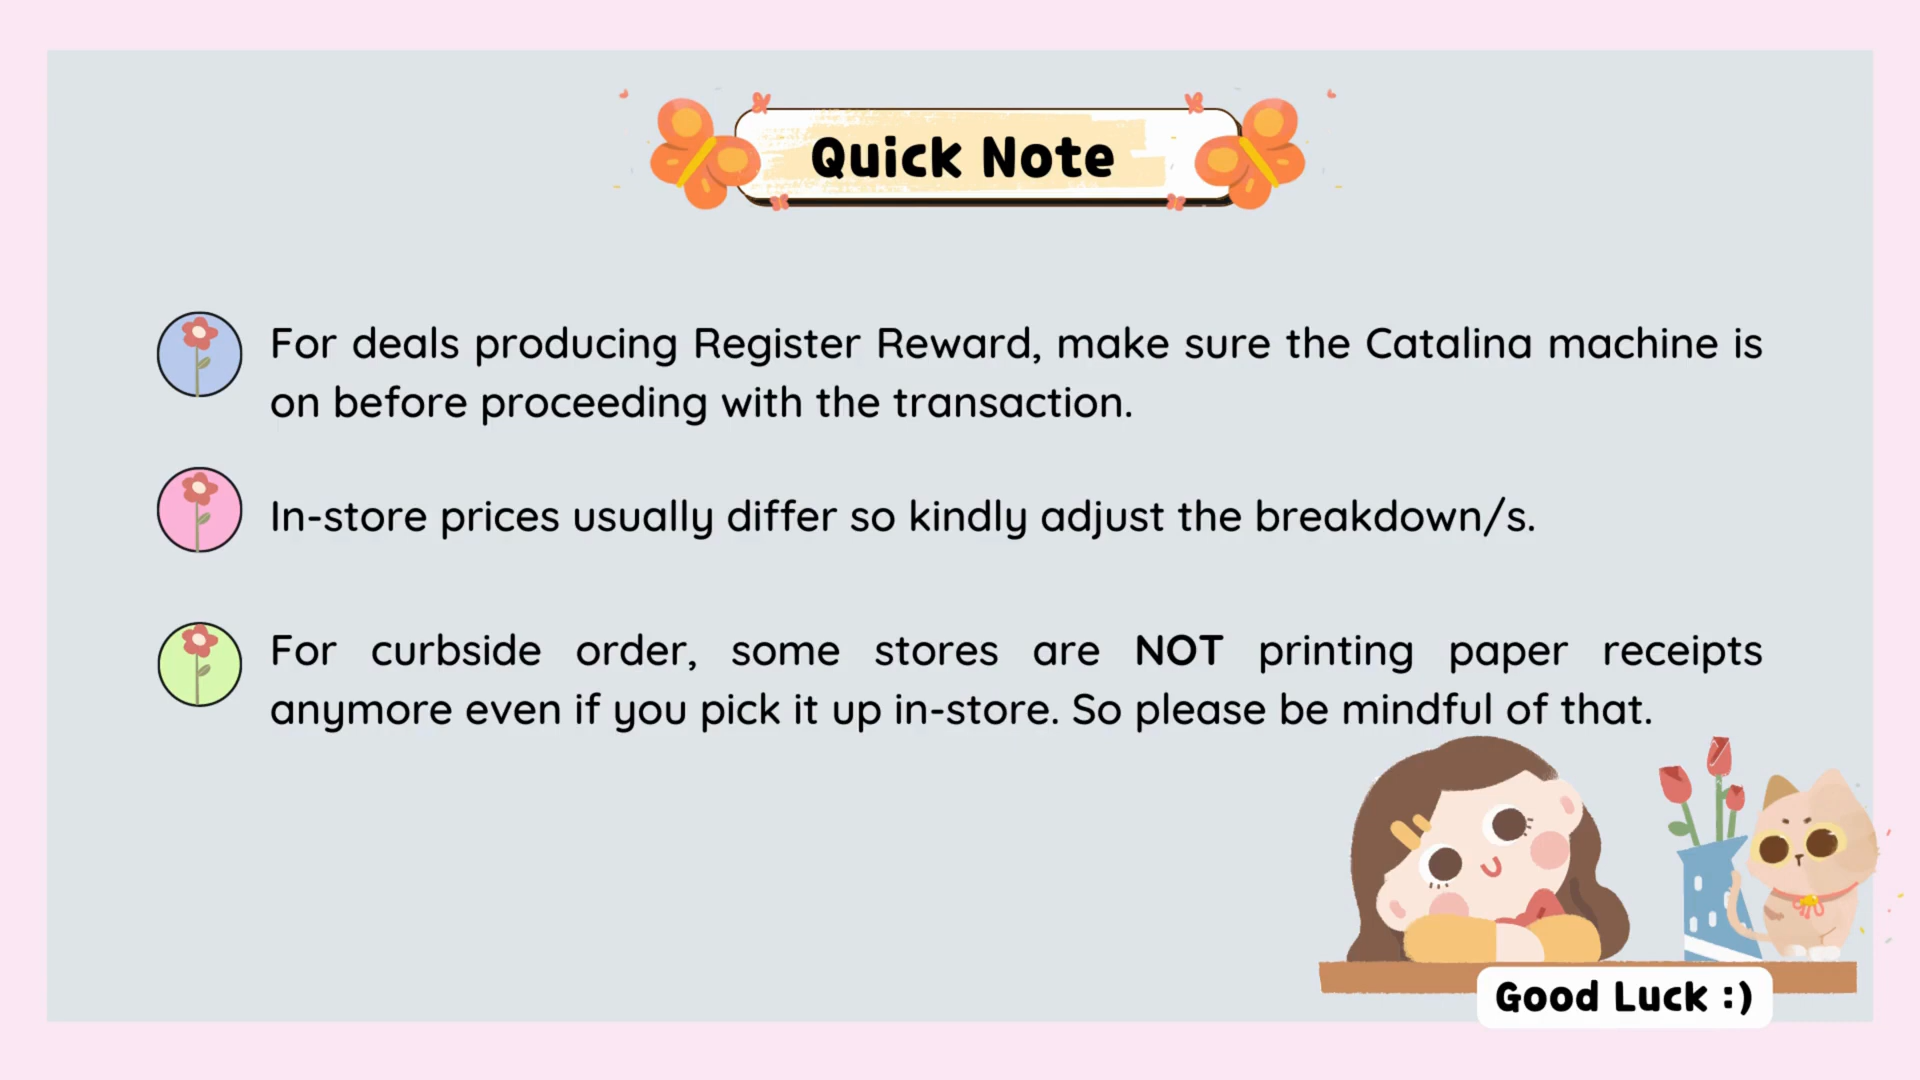 Quick Note
For deals producing Register Reward, make sure the Catalina machine is
on before proceeding with the transaction.
In-store prices usually differ so kindly adjust the breakdown/s.
For curbside order, some stores are NOT printing paper receipts
anymore even if you pick it up in-store. So please be mindful of that.
Good Luck :)